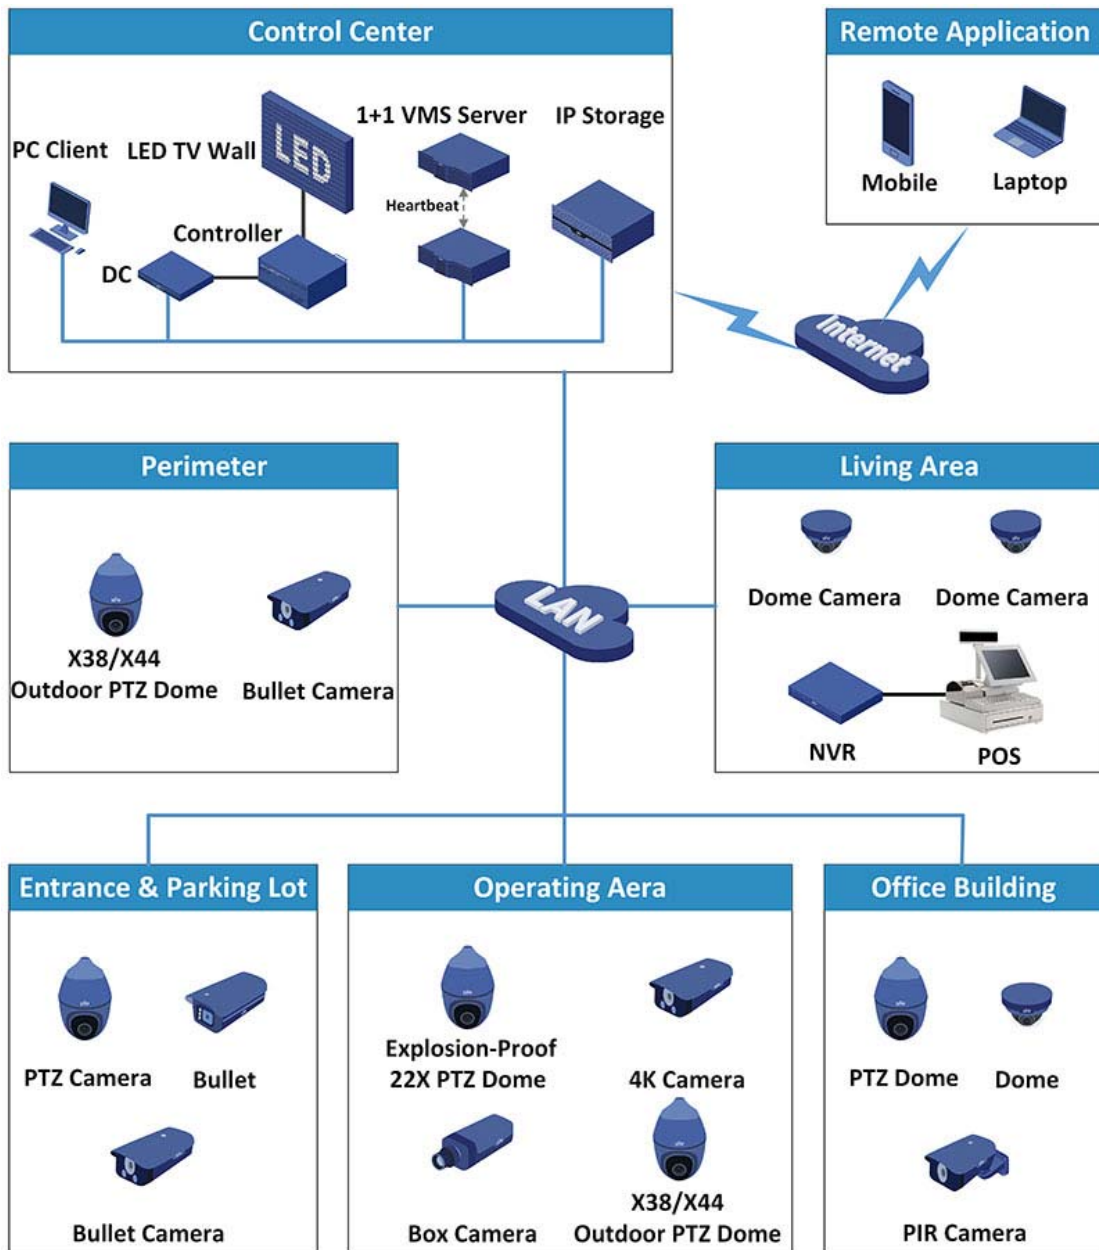 Control Center
Remote Application
PC Client
LED TV Wall
LED
1+1 VMS Server
IP Storage
Heartbeat
Controller
DC
Mobile
Laptop
Internet
Perimeter
Living Area
X38/X44
Outdoor PTZ Dome
Bullet Camera
LAN
Dome Camera
Dome Camera
NVR
POS
Entrance & Parking Lot
Operating Aera
Office Building
PTZ Camera
Bullet
Bullet Camera
Explosion-Proof
22X PTZ Dome
4K Camera
Box Camera
X38/X44
Outdoor PTZ Dome
PTZ Dome
Dome
PIR Camera